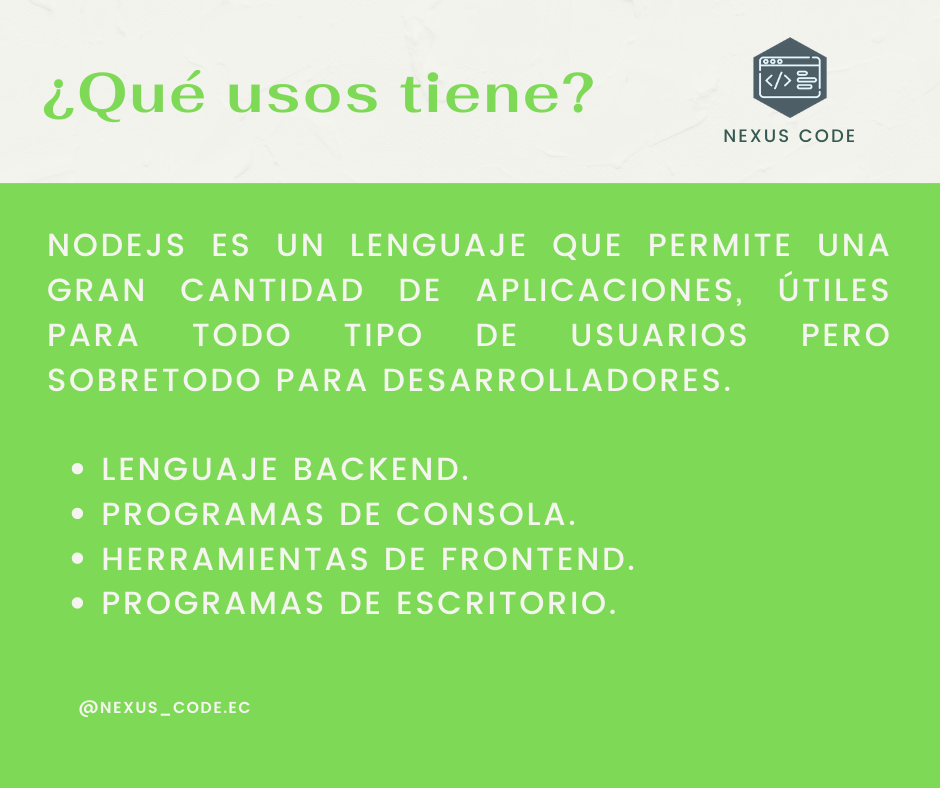 ¿Qué usos tiene?
</>
NEXUS CODE
NODEJS ES UN LENGUAJE QUE PERMITE UNA
GRAN CANTIDAD DE APLICACIONES, ÚTILES
PARA TODO TIPO DE USUARIOS PERO
SOBRETODO PARA DESARROLLADORES.
• LENGUAJE BACKEND.
• PROGRAMAS DE CONSOLA.
• HERRAMIENTAS DE FRONTEND.
• PROGRAMAS DE ESCRITORIO.
@NEXUS_CODE.EC